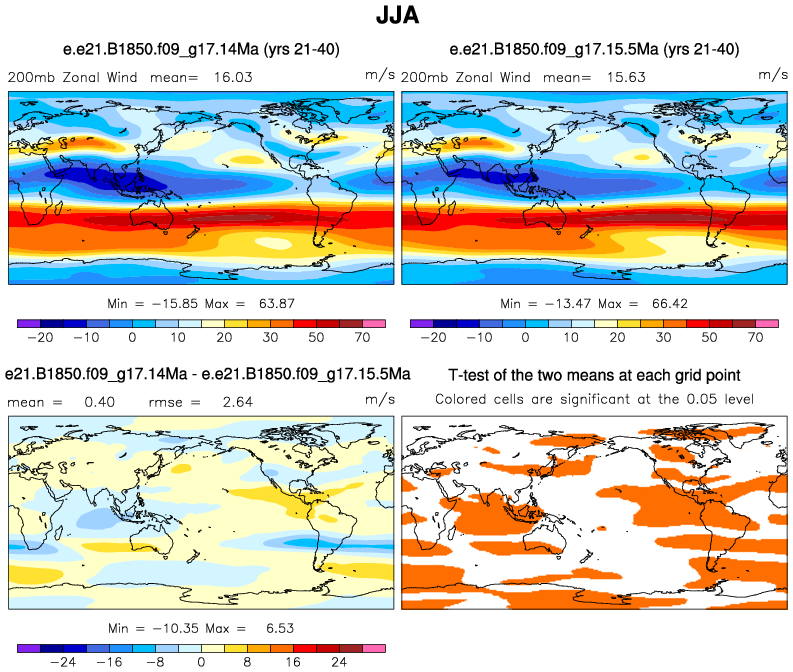 JJA
e.e21.B1850.f09_g17.14Ma (yrs 21-40)
200mb Zonal Wind mean= 16.03 m/s
Min = −15.85 Max = 63.87
−20 −10 0 10 20 30 50 70
e.e21.B1850.f09_g17.15.5Ma (yrs 21-40)
200mb Zonal Wind mean= 15.63 m/s
Min = −13.47 Max = 66.42
−20 −10 0 10 20 30 50 70
e21.B1850.f09_g17.14Ma - e.e21.B1850.f09_g17.15.5Ma
mean = 0.40 rmse = 2.64 m/s
Min = −10.35 Max = 6.53
−24 −16 −8 0 8 16 24
T-test of the two means at each grid point
Colored cells are significant at the 0.05 level